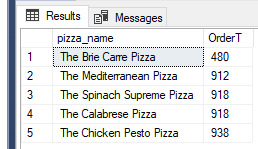 Results Messages
pizza_name OrderT
1 The Brie Carre Pizza 480
2 The Mediterranean Pizza 912
3 The Spinach Supreme Pizza 918
4 The Calabrese Pizza 918
5 The Chicken Pesto Pizza 938